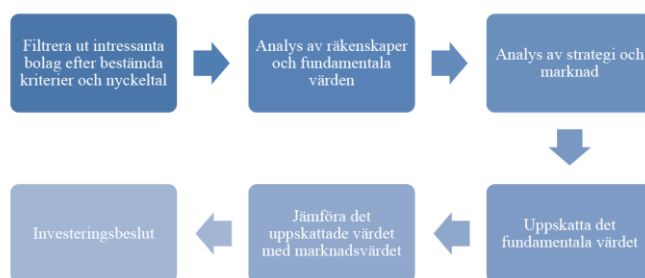 Filtrera ut intressanta
bolag efter bestämda
kriterier och nyckeltal
Analys av räkenskaper
och fundamentala
värden
Analys av strategi och
marknad
Uppskatta det
fundamentala värdet
Jämföra det
uppskattade värdet
med marknadsvärdet
Investeringsbeslut